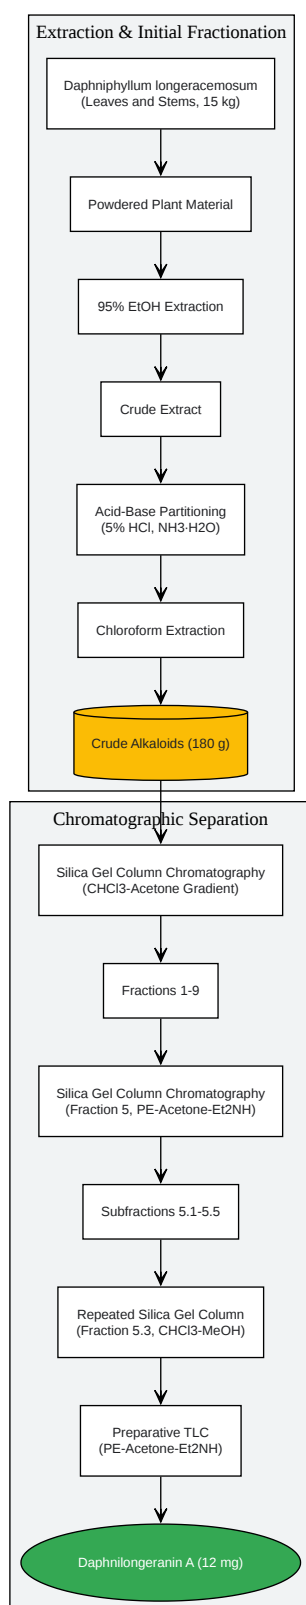 Extraction & Initial Fractionation
Daphniphyllum longeracemosum
(Leaves and Stems, 15 kg)
Powdered Plant Material
95% EtOH Extraction
Crude Extract
Acid-Base Partitioning
(5% HCl, NH3·H2O)
Chloroform Extraction
Crude Alkaloids (180 g)
Chromatographic Separation
Silica Gel Column Chromatography
(CHCl3-Acetone Gradient)
Fractions 1-9
Silica Gel Column Chromatography
(Fraction 5, PE-Acetone-Et2NH)
Subfractions 5.1-5.5
Repeated Silica Gel Column
(Fraction 5.3, CHCl3-MeOH)
Preparative TLC
(PE-Acetone-Et2NH)
Daphnilongeranin A (12 mg)